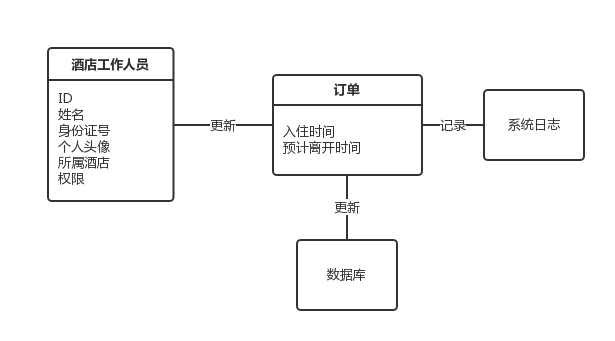 酒店工作人员
ID
姓名
身份证号
个人头像
所属酒店
权限
更新
订单
入住时间
预计离开时间
记录
系统日志
更新
数据库